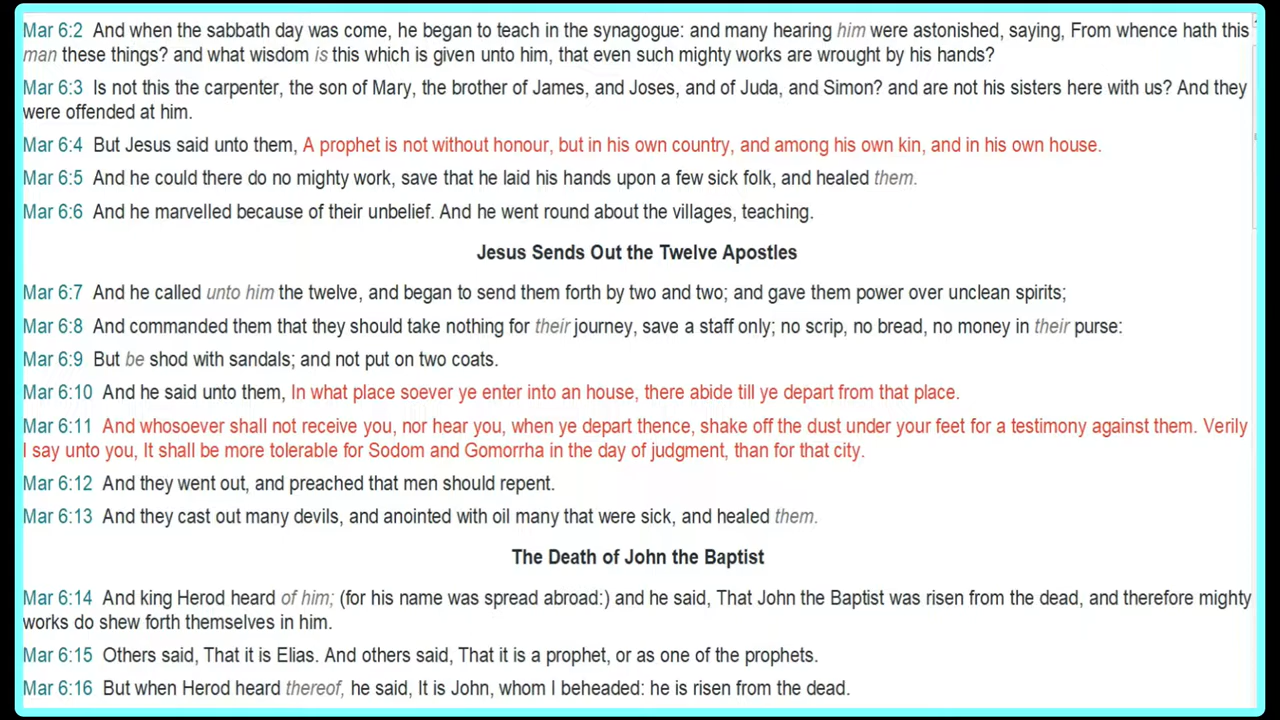 Mar 6:2 And when the sabbath day was come, he began to teach in the synagogue: and many hearing him were astonished, saying, From whence hath this
man these things? and what wisdom is this which is given unto him, that even such mighty works are wrought by his hands?
Mar 6:3 Is not this the carpenter, the son of Mary, the brother of James, and Joses, and of Juda, and Simon? and are not his sisters here with us? And they
were offended at him.
Mar 6:4 But Jesus said unto them, A prophet is not without honour, but in his own country, and among his own kin, and in his own house.
Mar 6:5 And he could there do no mighty work, save that he laid his hands upon a few sick folk, and healed them.
Mar 6:6 And he marvelled because of their unbelief. And he went round about the villages, teaching.
Jesus Sends Out the Twelve Apostles
Mar 6:7 And he called unto him the twelve, and began to send them forth by two and two; and gave them power over unclean spirits;
Mar 6:8 And commanded them that they should take nothing for their journey, save a staff only; no scrip, no bread, no money in their purse:
Mar 6:9 But be shod with sandals; and not put on two coats.
Mar 6:10 And he said unto them, In what place soever ye enter into an house, there abide till ye depart from that place.
Mar 6:11 And whosoever shall not receive you, nor hear you, when ye depart thence, shake off the dust under your feet for a testimony against them. Verily
I say unto you, It shall be more tolerable for Sodom and Gomorrha in the day of judgment, than for that city.
Mar 6:12 And they went out, and preached that men should repent.
Mar 6:13 And they cast out many devils, and anointed with oil many that were sick, and healed them.
The Death of John the Baptist
Mar 6:14 And king Herod heard of him; (for his name was spread abroad:) and he said, That John the Baptist was risen from the dead, and therefore mighty
works do shew forth themselves in him.
Mar 6:15 Others said, That it is Elias. And others said, That it is a prophet, or as one of the prophets.
Mar 6:16 But when Herod heard thereof, he said, It is John, whom I beheaded: he is risen from the dead.